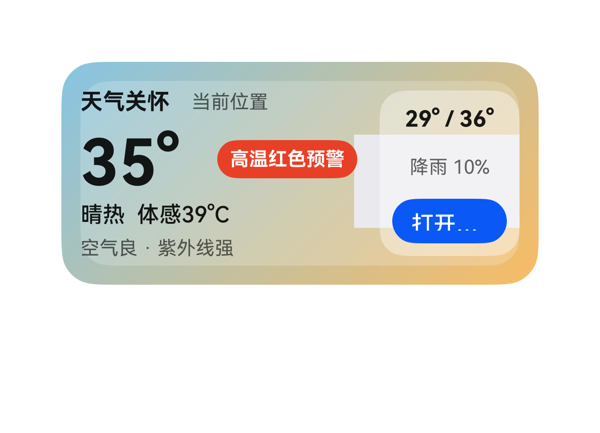 天气关怀 当前位置
35°
高温红色预警
晴热 体感39°C
空气良 · 紫外线强
29° / 36°
降雨 10%
打开...